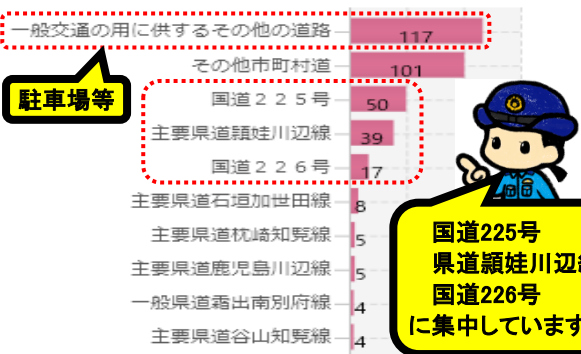 一般交通の用に供するその他の道路 117
その他市町村道 101
駐車場等
国道２２５号 50
主要県道頴娃川辺線 39
国道２２６号 17
主要県道石垣加世田線 8
主要県道枕崎知覧線 5
主要県道鹿児島川辺線 5
一般県道霜出南別府線 4
主要県道谷山知覧線 4
国道225号
県道頴娃川辺線
国道226号
に集中しています